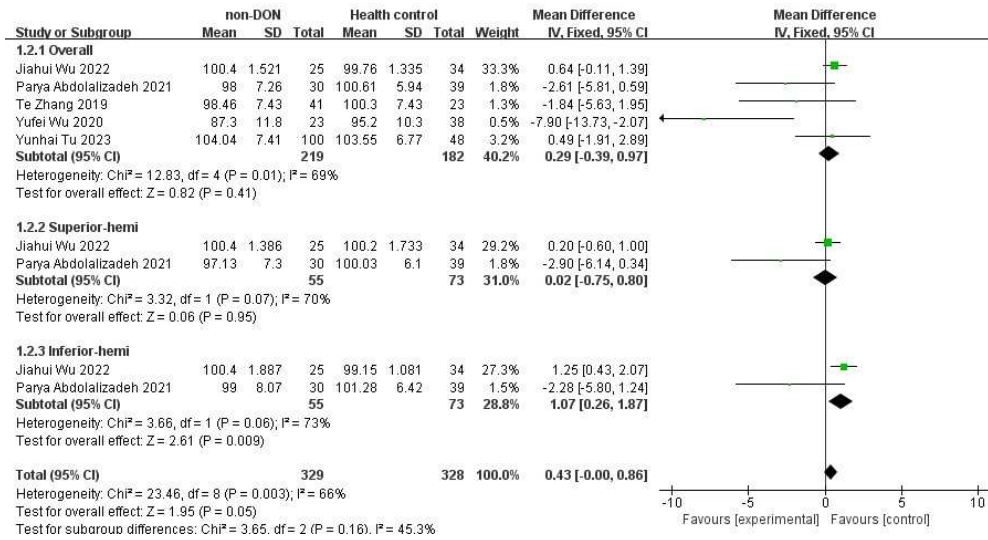 non-DON Health control Mean Difference Mean Difference
Study or Subgroup Mean SD Total Mean SD Total Weight IV, Fixed, 95% CI IV, Fixed, 95% CI
1.2.1 Overall
Jiahui Wu 2022 100.4 1.521 25 99.76 1.335 34 33.3% 0.64 [-0.11, 1.39]
Parya Abdolalizadeh 2021 98 7.26 30 100.61 5.94 39 1.8% -2.61 [-5.81, 0.59]
Te Zhang 2019 98.46 7.43 41 100.3 7.43 23 1.3% -1.84 [-5.63, 1.95]
Yufei Wu 2020 87.3 11.8 23 95.2 10.3 38 0.5% -7.90 [-13.73, -2.07]
Yunhai Tu 2023 104.04 7.41 100 103.55 6.77 48 3.2% 0.49 [-1.91, 2.89]
Subtotal (95% CI) 219 182 40.2% 0.29 [-0.39, 0.97]
Heterogeneity: Chi² = 12.83, df = 4 (P = 0.01); I² = 69%
Test for overall effect: Z = 0.82 (P = 0.41)
1.2.2 Superior-hemi
Jiahui Wu 2022 100.4 1.386 25 100.2 1.733 34 29.2% 0.20 [-0.60, 1.00]
Parya Abdolalizadeh 2021 97.13 7.3 30 100.03 6.1 39 1.8% -2.90 [-6.14, 0.34]
Subtotal (95% CI) 55 73 31.0% 0.02 [-0.75, 0.80]
Heterogeneity: Chi² = 3.32, df = 1 (P = 0.07); I² = 70%
Test for overall effect: Z = 0.06 (P = 0.95)
1.2.3 Inferior-hemi
Jiahui Wu 2022 100.4 1.887 25 99.15 1.081 34 27.3% 1.25 [0.43, 2.07]
Parya Abdolalizadeh 2021 99 8.07 30 101.28 6.42 39 1.5% -2.28 [-5.80, 1.24]
Subtotal (95% CI) 55 73 28.8% 1.07 [0.26, 1.87]
Heterogeneity: Chi² = 3.66, df = 1 (P = 0.06); I² = 73%
Test for overall effect: Z = 2.61 (P = 0.009)
Total (95% CI) 329 328 100.0% 0.43 [-0.00, 0.86]
Heterogeneity: Chi² = 23.46, df = 8 (P = 0.003); I² = 66%
Test for overall effect: Z = 1.95 (P = 0.05)
Test for subgroup differences: Chi² = 3.65, df = 2 (P = 0.16), I² = 45.3%
-10 -5 0 5 10
Favours [experimental] Favours [control]